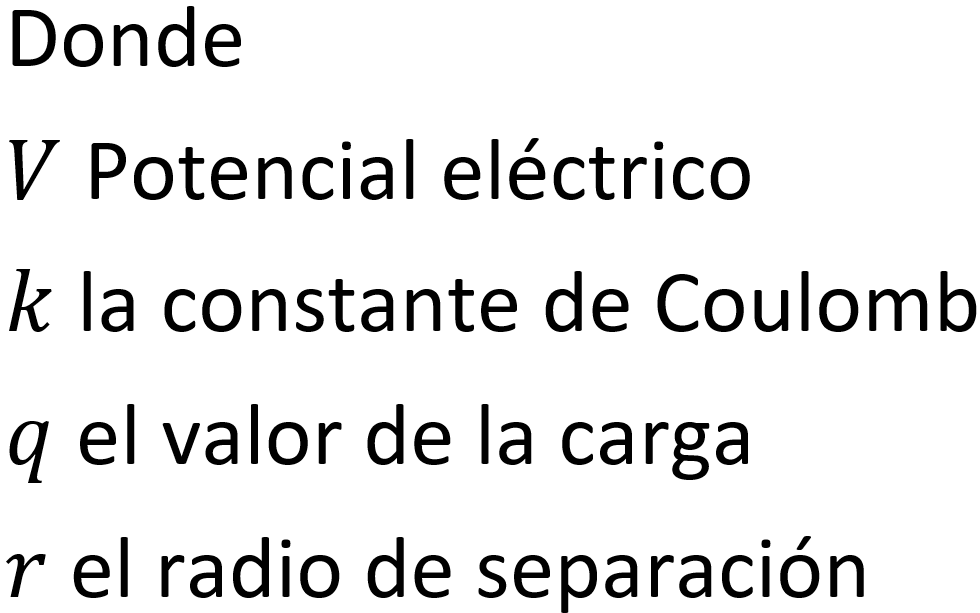 Donde
V Potencial eléctrico
k la constante de Coulomb
q el valor de la carga
r el radio de separación